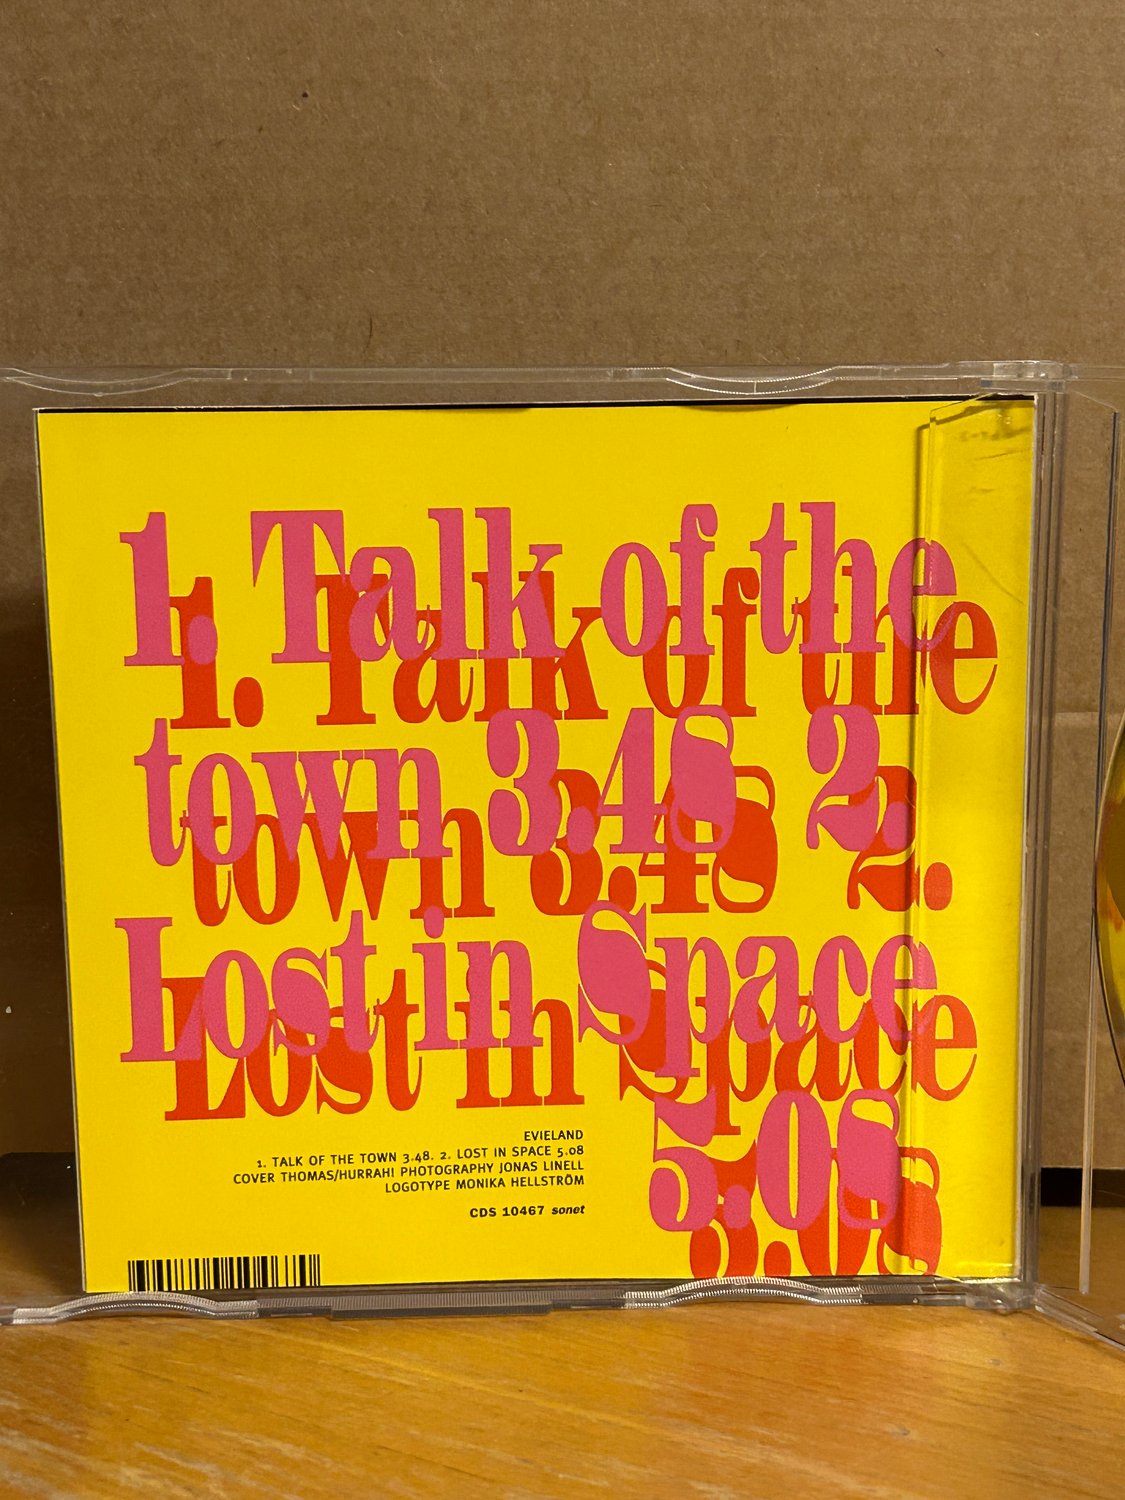 1. Talk of the
town 3.48 2.
Lost in Space
5.08
EVIELAND
1. TALK OF THE TOWN 3.48. 2. LOST IN SPACE 5.08
COVER THOMAS/HURRAH! PHOTOGRAPHY JONAS LINELL
LOGOTYPE MONIKA HELLSTRÖM
CDS 10467 sonet